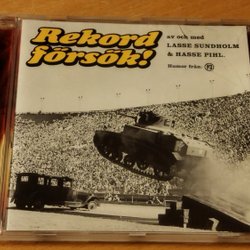 Rekord
försök!
av och med
LASSE SUNDHOLM
& HASSE PIHL.
Humor från